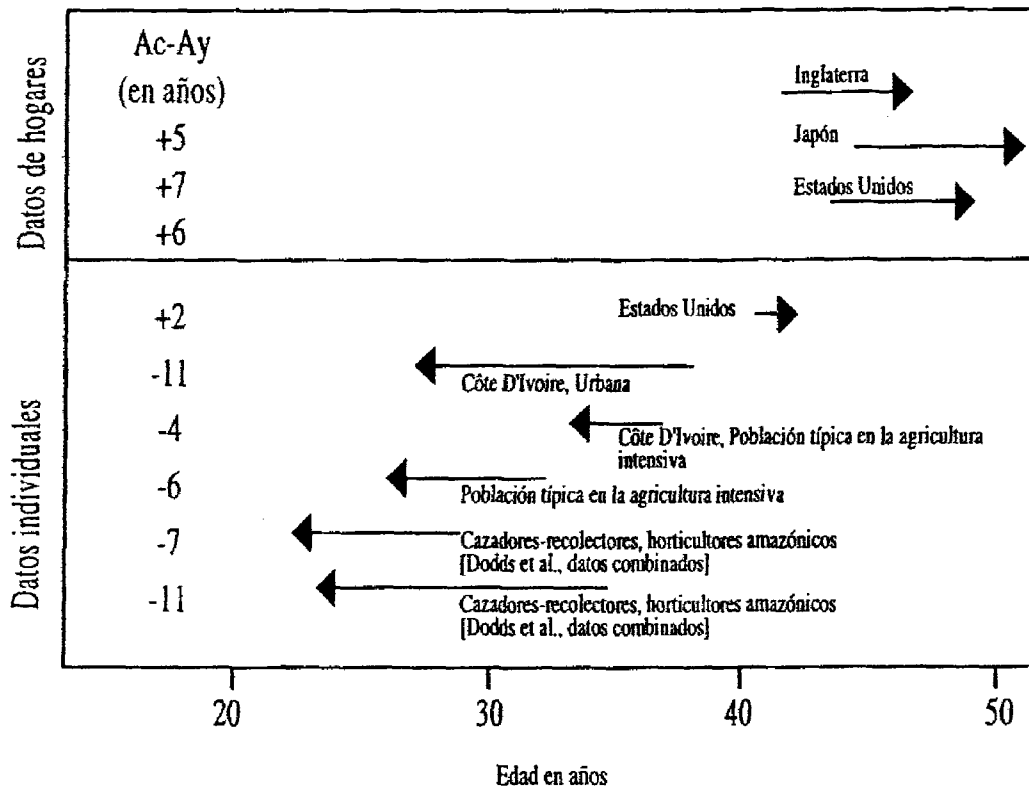 Datos de hogares
Ac-Ay
(en años)
+5
+7
+6
Inglaterra
Japón
Estados Unidos
Datos individuales
+2
-11
-4
-6
-7
-11
Estados Unidos
Côte D'Ivoire, Urbana
Côte D'Ivoire, Población típica en la agricultura
intensiva
Población típica en la agricultura intensiva
Cazadores-recolectores, horticultores amazónicos
[Dodds et al., datos combinados]
Cazadores-recolectores, horticultores amazónicos
[Dodds et al., datos combinados]
20 30 40 50
Edad en años